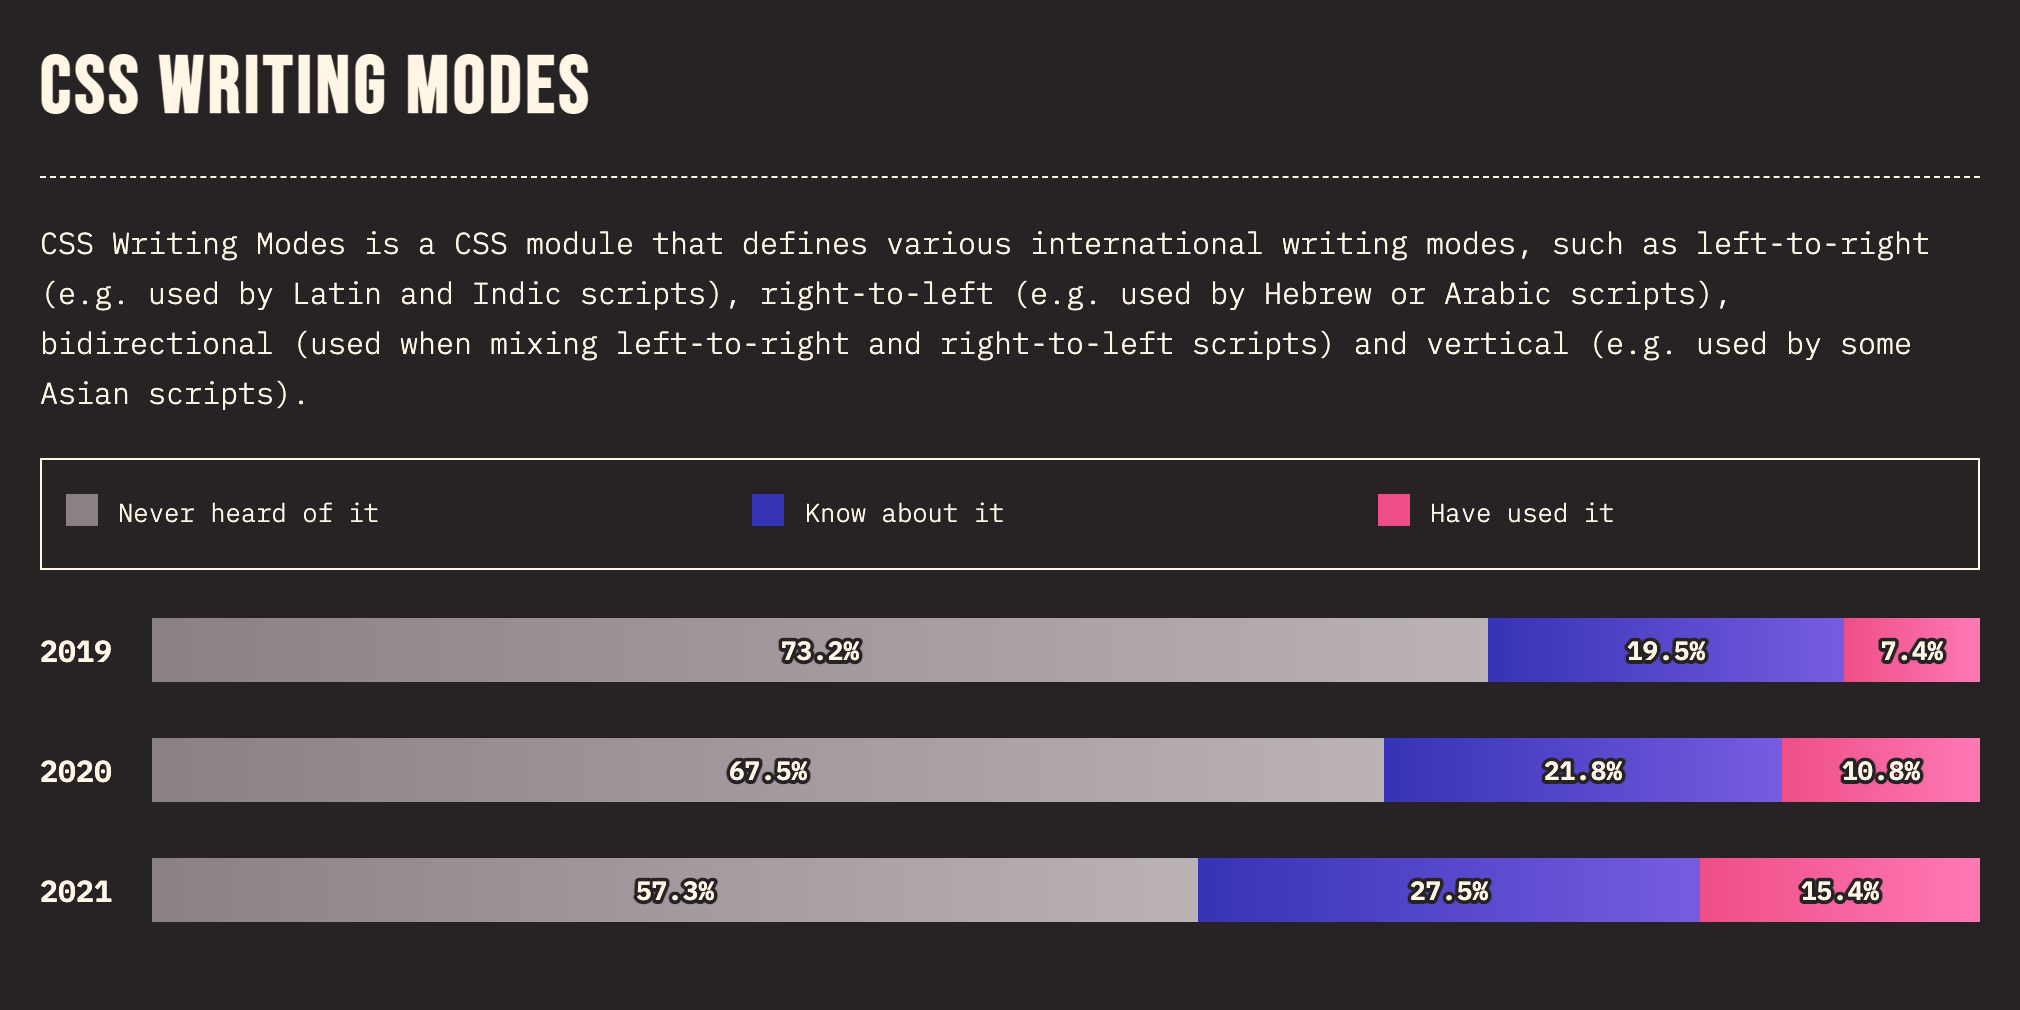 CSS WRITING MODES
CSS Writing Modes is a CSS module that defines various international writing modes, such as left-to-right
(e.g. used by Latin and Indic scripts), right-to-left (e.g. used by Hebrew or Arabic scripts),
bidirectional (used when mixing left-to-right and right-to-left scripts) and vertical (e.g. used by some
Asian scripts).
Never heard of it Know about it Have used it
2019 73.2% 19.5% 7.4%
2020 67.5% 21.8% 10.8%
2021 57.3% 27.5% 15.4%